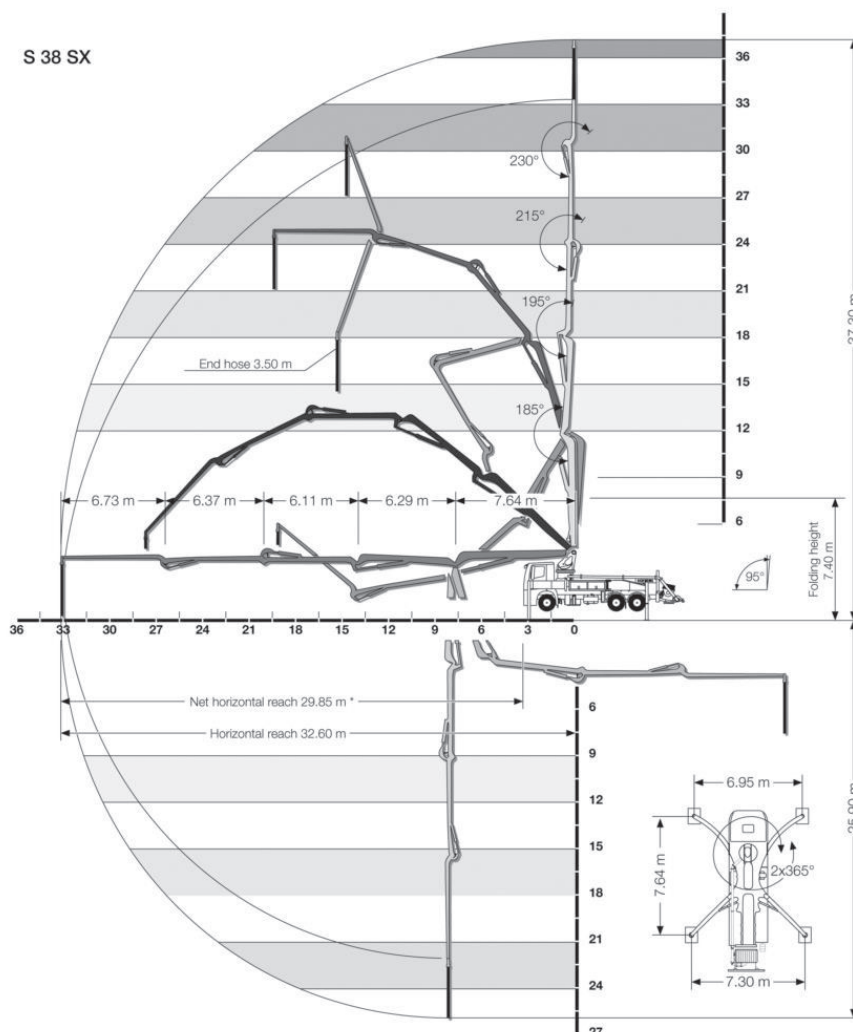 S 38 SX
36
33
30
27
24
21
18
15
12
9
6
230°
215°
195°
185°
End hose 3.50 m
6.73 m
6.37 m
6.11 m
6.29 m
7.64 m
Folding height
7.40 m
95°
36
33
30
27
24
21
18
15
12
9
6
3
0
Net horizontal reach 29.85 m *
Horizontal reach 32.60 m
6
9
12
15
18
21
24
6.95 m
7.64 m
2x365°
7.30 m